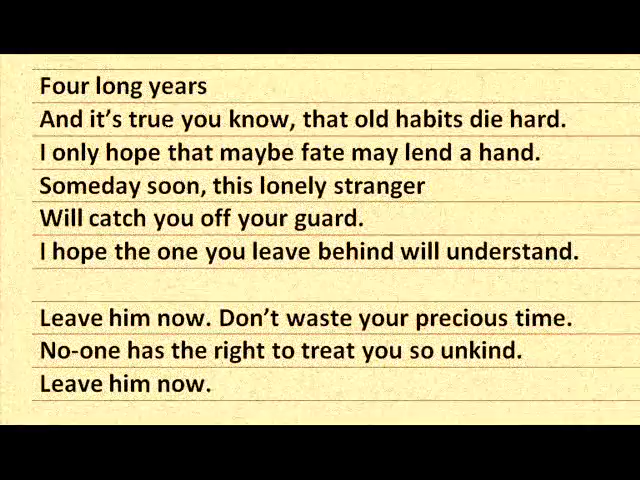 Four long years
And it's true you know, that old habits die hard.
I only hope that maybe fate may lend a hand.
Someday soon, this lonely stranger
Will catch you off your guard.
I hope the one you leave behind will understand.
Leave him now. Don't waste your precious time.
No-one has the right to treat you so unkind.
Leave him now.